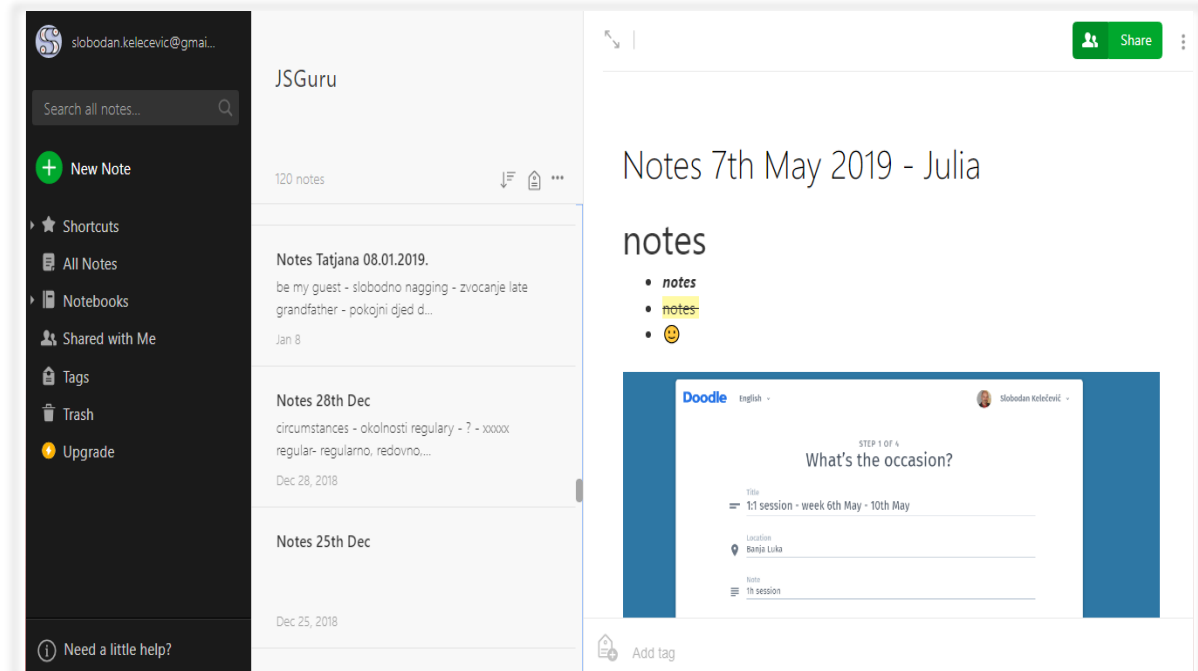 slobodan.kelecevic@gmai...
Search all notes...
New Note
Shortcuts
All Notes
Notebooks
Shared with Me
Tags
Trash
Upgrade
Need a little help?
JSGuru
120 notes
Notes Tatjana 08.01.2019.
be my guest - slobodno nagging - zvocanje late
grandfather - pokojni djed d...
Jan 8
Notes 28th Dec
circumstances - okolnosti regulary - ? - xxxxx
regular- regularno, redovno,...
Dec 28, 2018
Notes 25th Dec
Dec 25, 2018
Share
Notes 7th May 2019 - Julia
notes
notes
notes
Doodle English
Slobodan Kelečević
STEP 1 OF 4
What's the occasion?
Title
1:1 session - week 6th May - 10th May
Location
Banja Luka
Note
1h session
Add tag